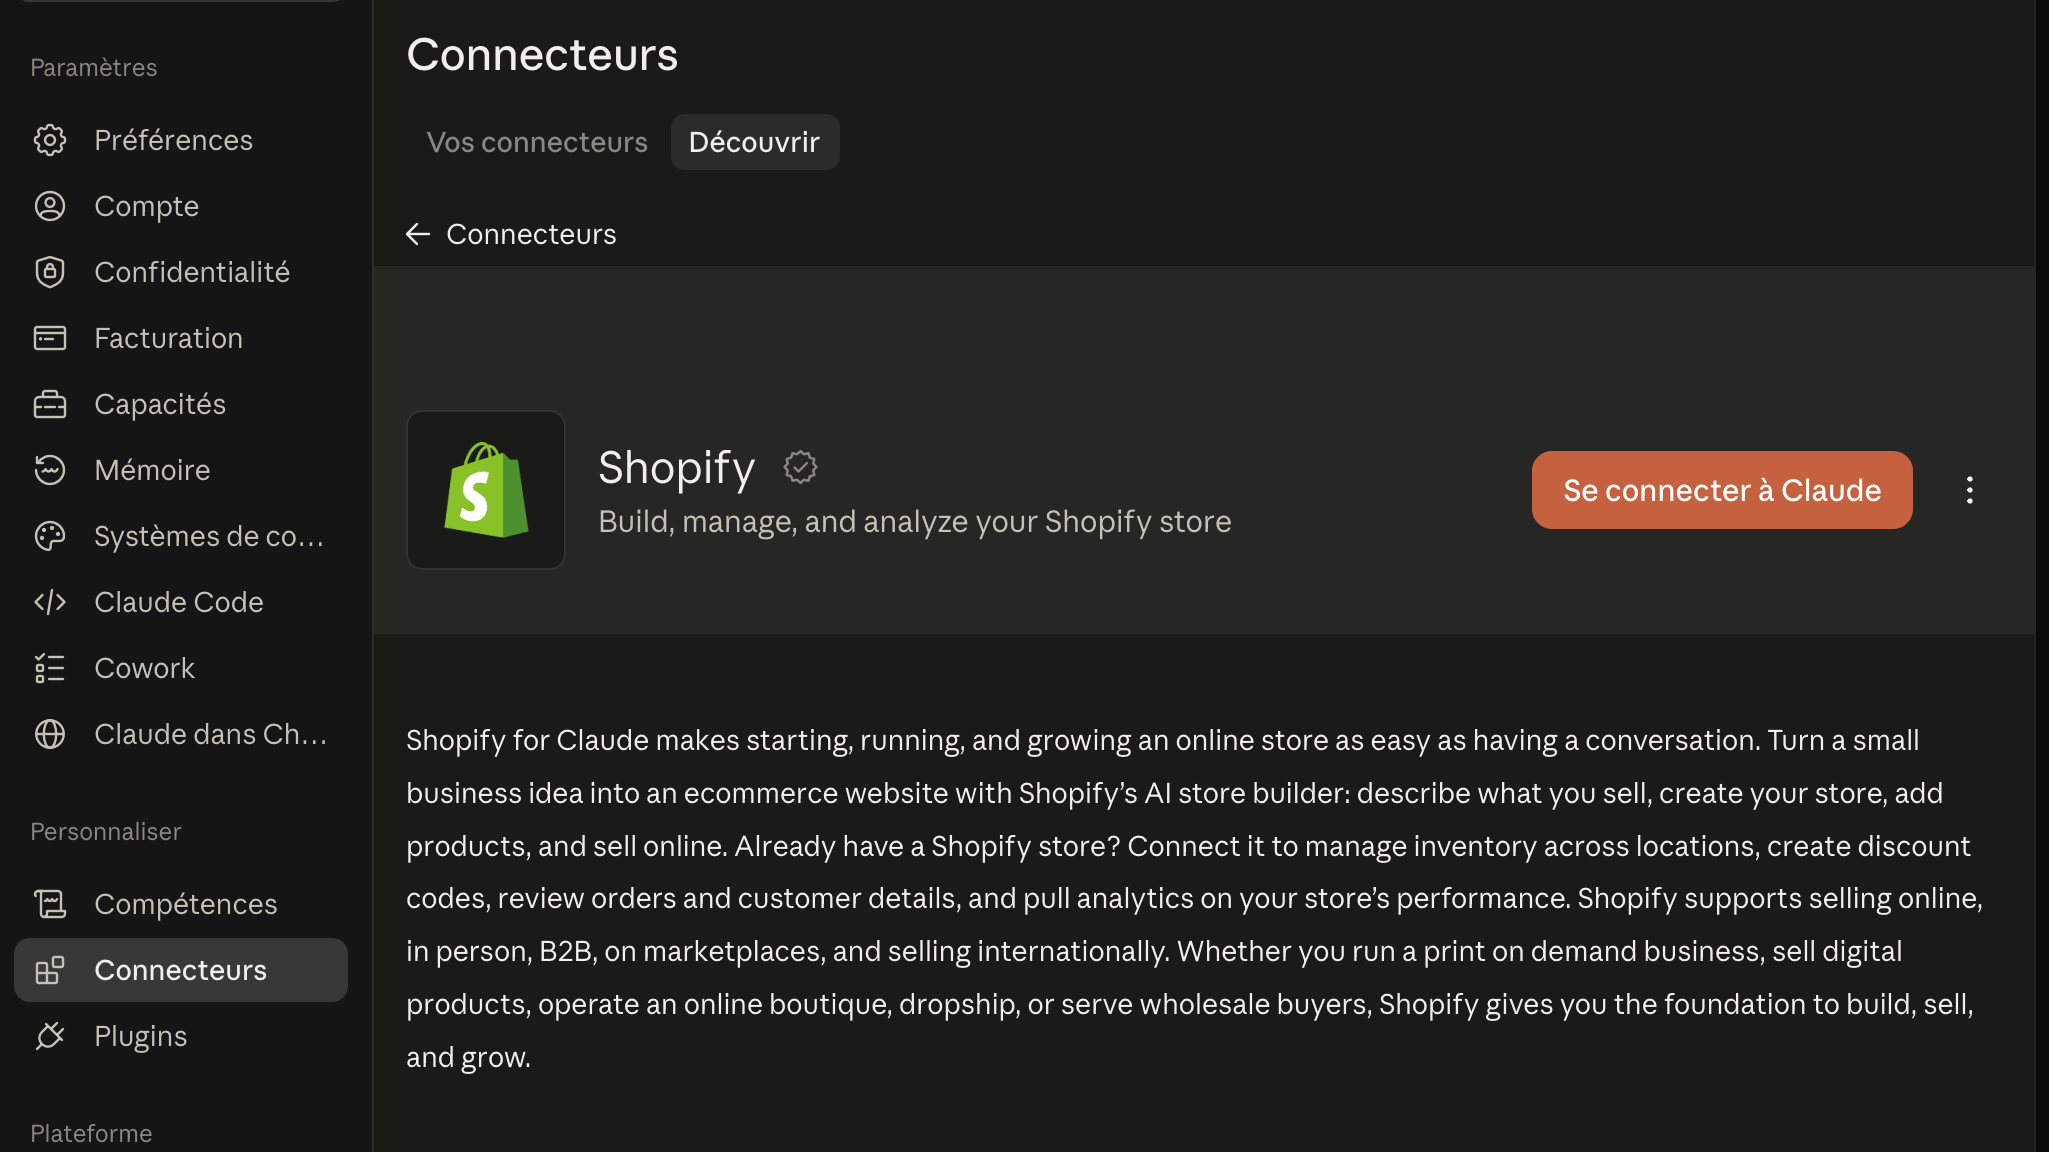 Paramètres
Préférences
Compte
Confidentialité
Facturation
Capacités
Mémoire
Systèmes de co...
Claude Code
Cowork
Claude dans Ch...
Personnaliser
Compétences
Connecteurs
Plugins
Plateforme
Connecteurs
Vos connecteurs
Découvrir
Connecteurs
S
Shopify
Build, manage, and analyze your Shopify store
Se connecter à Claude
Shopify for Claude makes starting, running, and growing an online store as easy as having a conversation. Turn a small
business idea into an ecommerce website with Shopify’s AI store builder: describe what you sell, create your store, add
products, and sell online. Already have a Shopify store? Connect it to manage inventory across locations, create discount
codes, review orders and customer details, and pull analytics on your store’s performance. Shopify supports selling online,
in person, B2B, on marketplaces, and selling internationally. Whether you run a print on demand business, sell digital
products, operate an online boutique, dropship, or serve wholesale buyers, Shopify gives you the foundation to build, sell,
and grow.